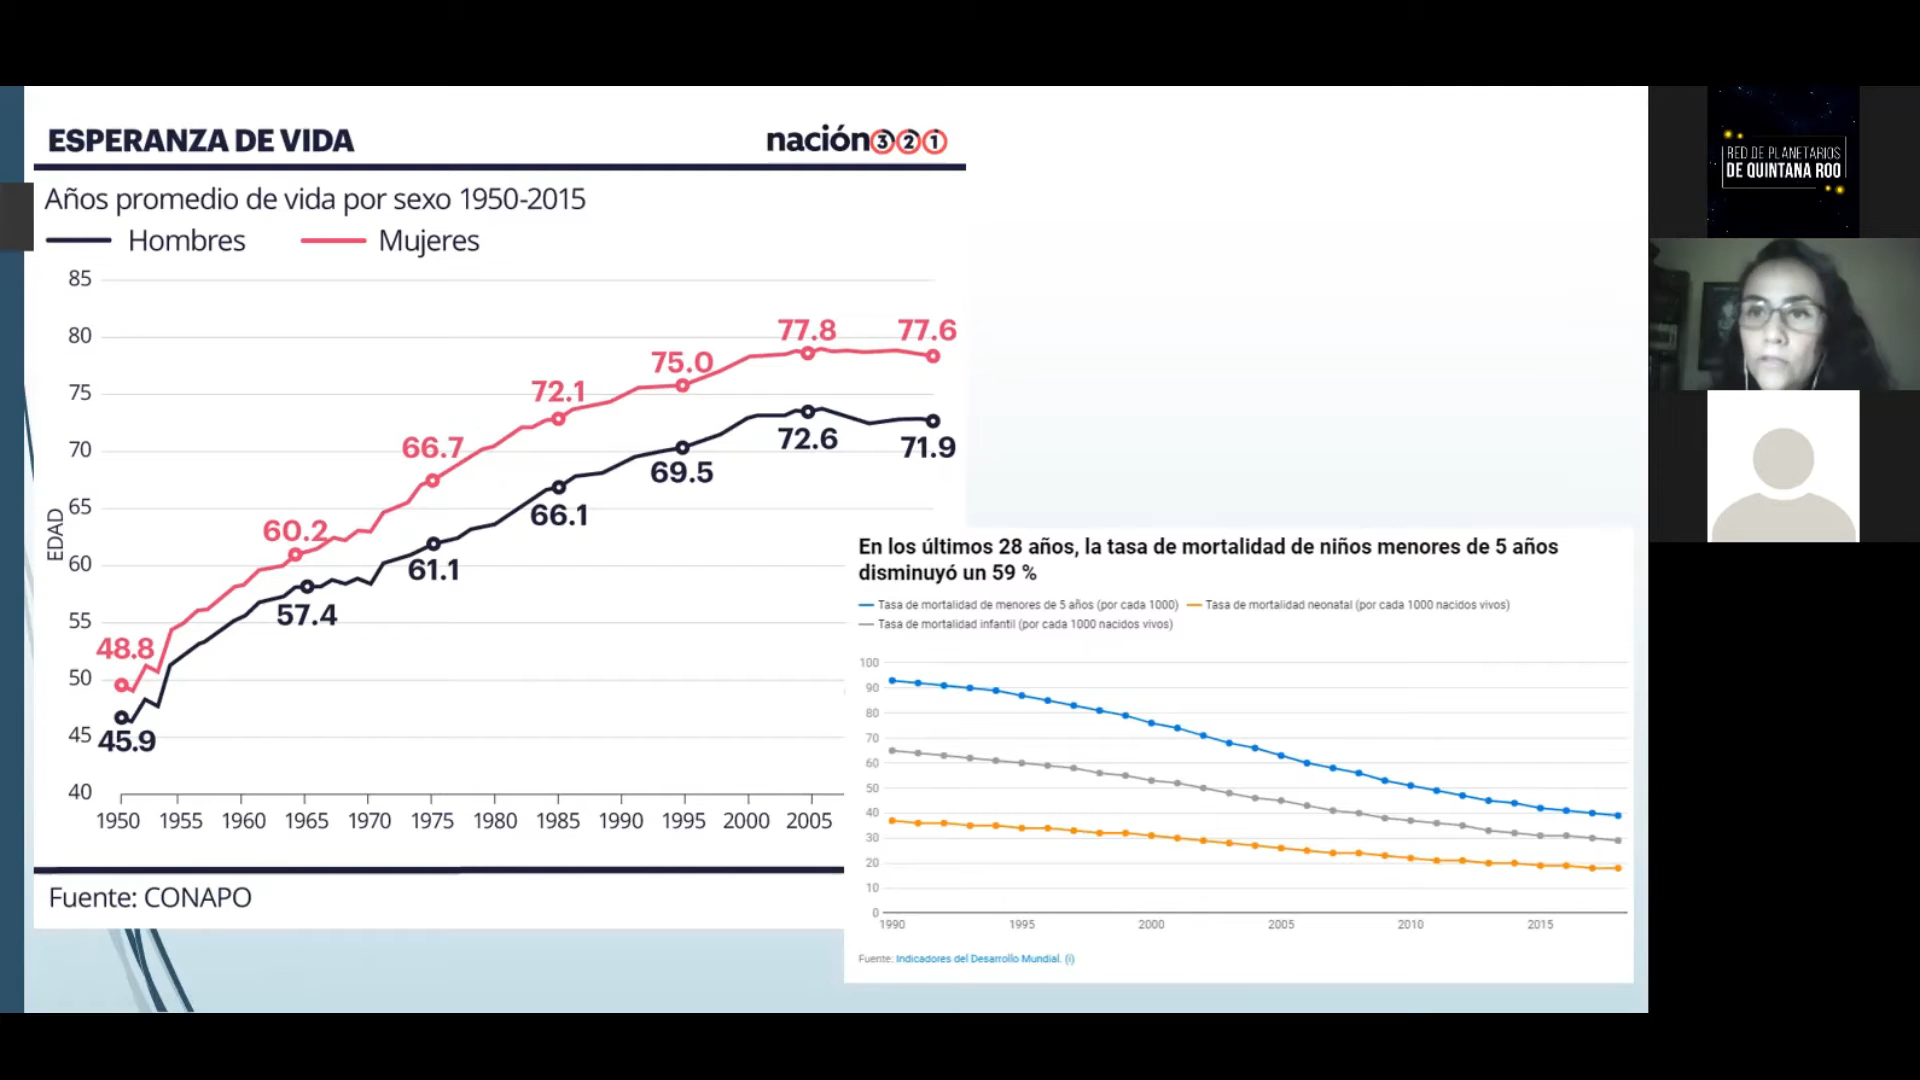 ESPERANZA DE VIDA
nación321
Años promedio de vida por sexo 1950-2015
Hombres Mujeres
85
80
75
70
65
60
55
50
45
40
EDAD
48.8
60.2
66.7
72.1
75.0
77.8
77.6
45.9
57.4
61.1
66.1
69.5
72.6
71.9
1950 1955 1960 1965 1970 1975 1980 1985 1990 1995 2000 2005
Fuente: CONAPO
En los últimos 28 años, la tasa de mortalidad de niños menores de 5 años
disminuyó un 59 %
Tasa de mortalidad de menores de 5 años (por cada 1000) Tasa de mortalidad neonatal (por cada 1000 nacidos vivos)
Tasa de mortalidad infantil (por cada 1000 nacidos vivos)
100
90
80
70
60
50
40
30
20
10
0
1990 1995 2000 2005 2010 2015
Fuente: Indicadores del Desarrollo Mundial. (i)
RED DE PLANETARIOS
DE QUINTANA ROO